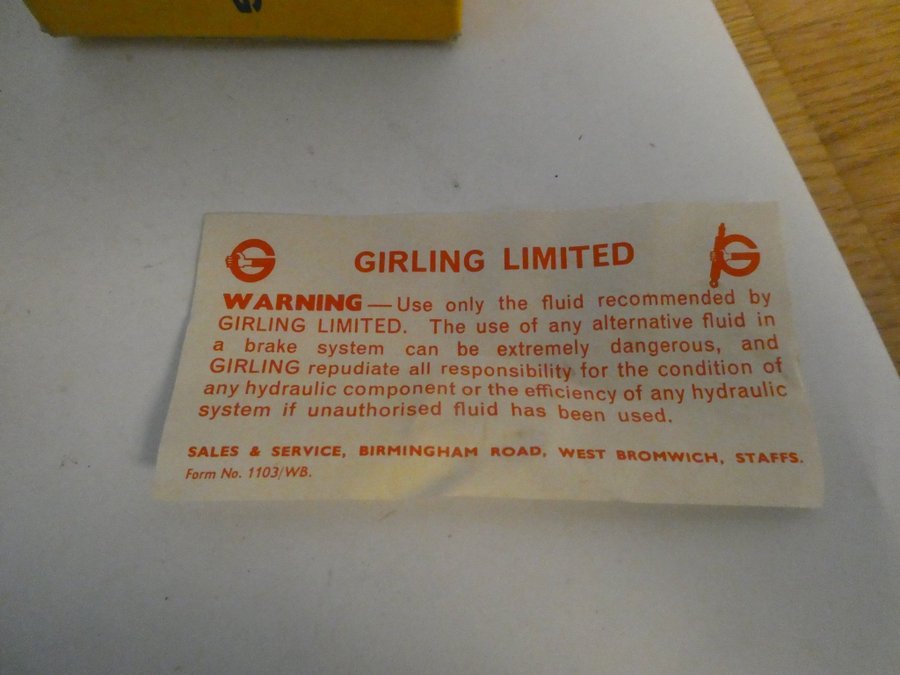 GIRLING LIMITED
WARNING — Use only the fluid recommended by
GIRLING LIMITED. The use of any alternative fluid in
a brake system can be extremely dangerous, and
GIRLING repudiate all responsibility for the condition of
any hydraulic component or the efficiency of any hydraulic
system if unauthorised fluid has been used.
SALES & SERVICE, BIRMINGHAM ROAD, WEST BROMWICH, STAFFS.
Form No. 1103/WB.